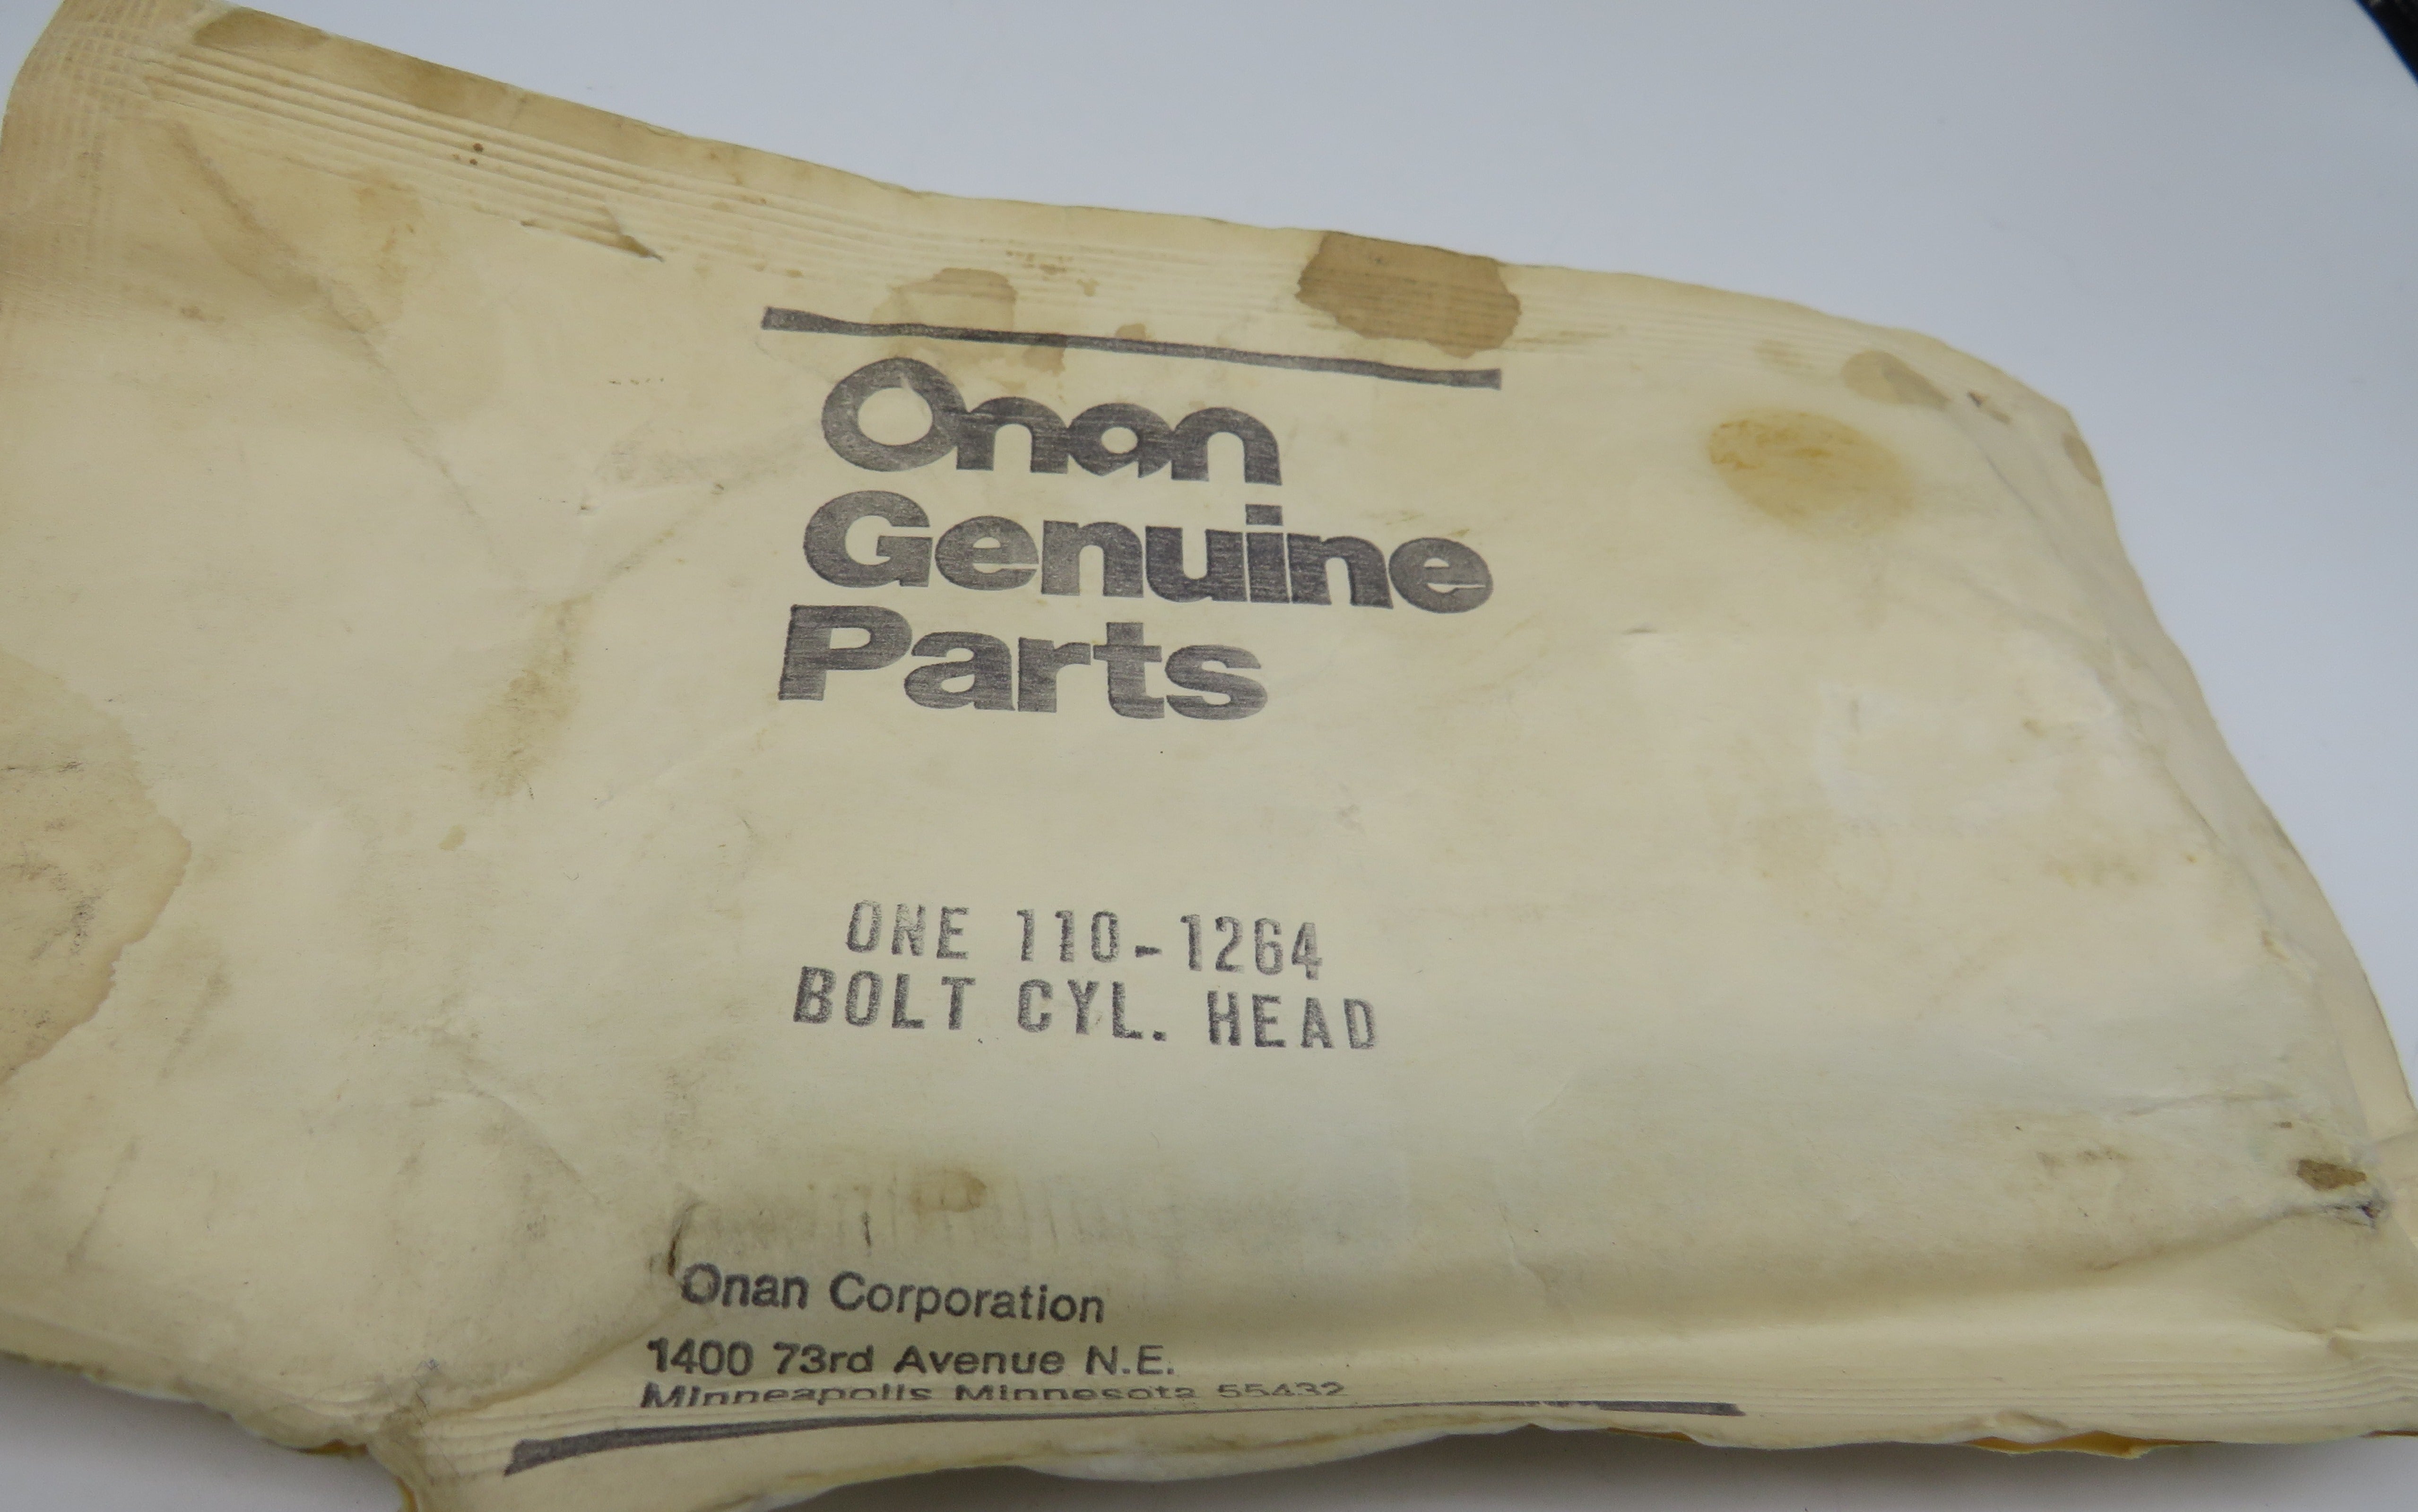 Onan
Genuine
Parts
ONE 110-1264
BOLT CYL. HEAD
Onan Corporation
1400 73rd Avenue N.E.
Minneapolis Minnesota 55432